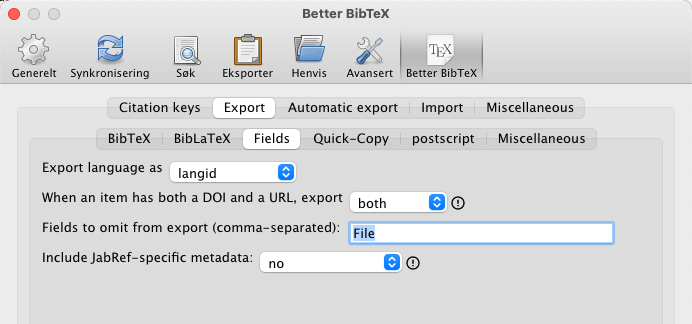 Better BibTeX
TEX
Generelt Synkronisering Søk Eksporter Henvis Avansert Better BibTeX
Citation keys Export Automatic export Import Miscellaneous
BibTeX BibLaTeX Fields Quick-Copy postscript Miscellaneous
Export language as langid
When an item has both a DOI and a URL, export both
Fields to omit from export (comma-separated): File
Include JabRef-specific metadata: no